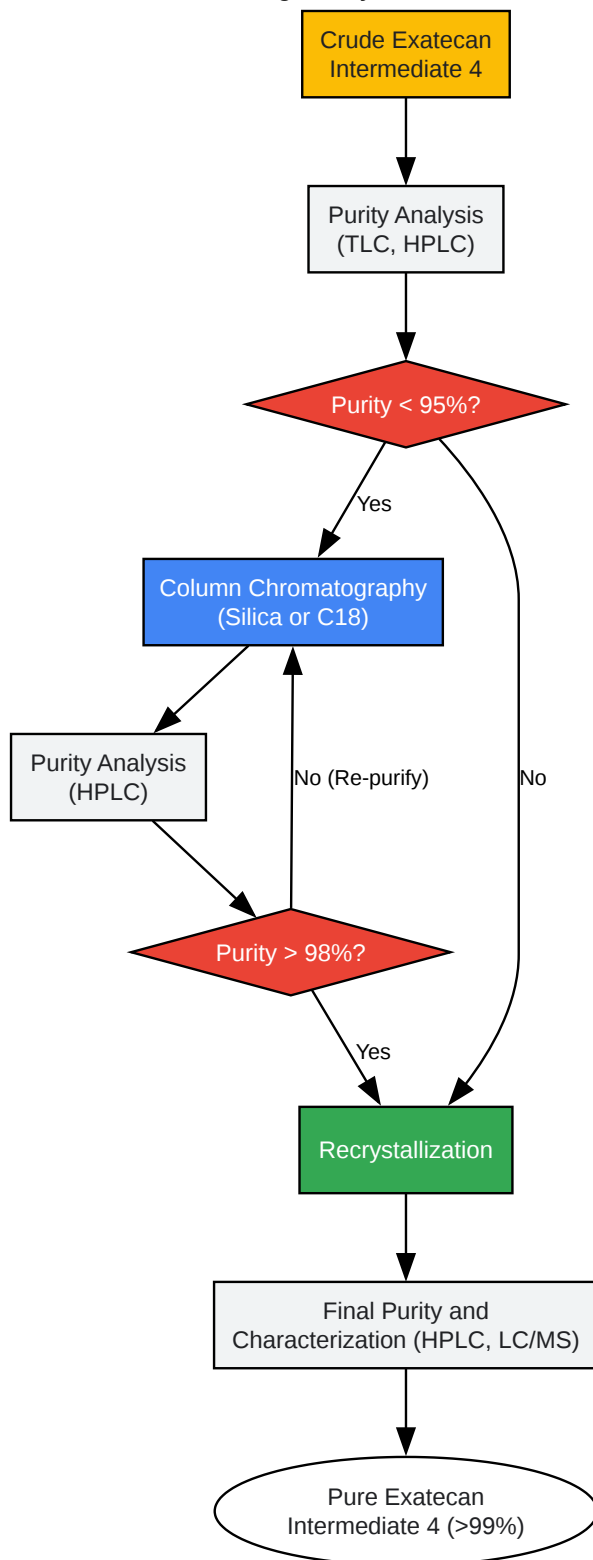 Crude Exatecan
Intermediate 4
Purity Analysis
(TLC, HPLC)
Purity < 95%?
Yes
Column Chromatography
(Silica or C18)
Purity Analysis
(HPLC)
No (Re-purify)
No
Purity > 98%?
Yes
Recrystallization
Final Purity and
Characterization (HPLC, LC/MS)
Pure Exatecan
Intermediate 4 (>99%)